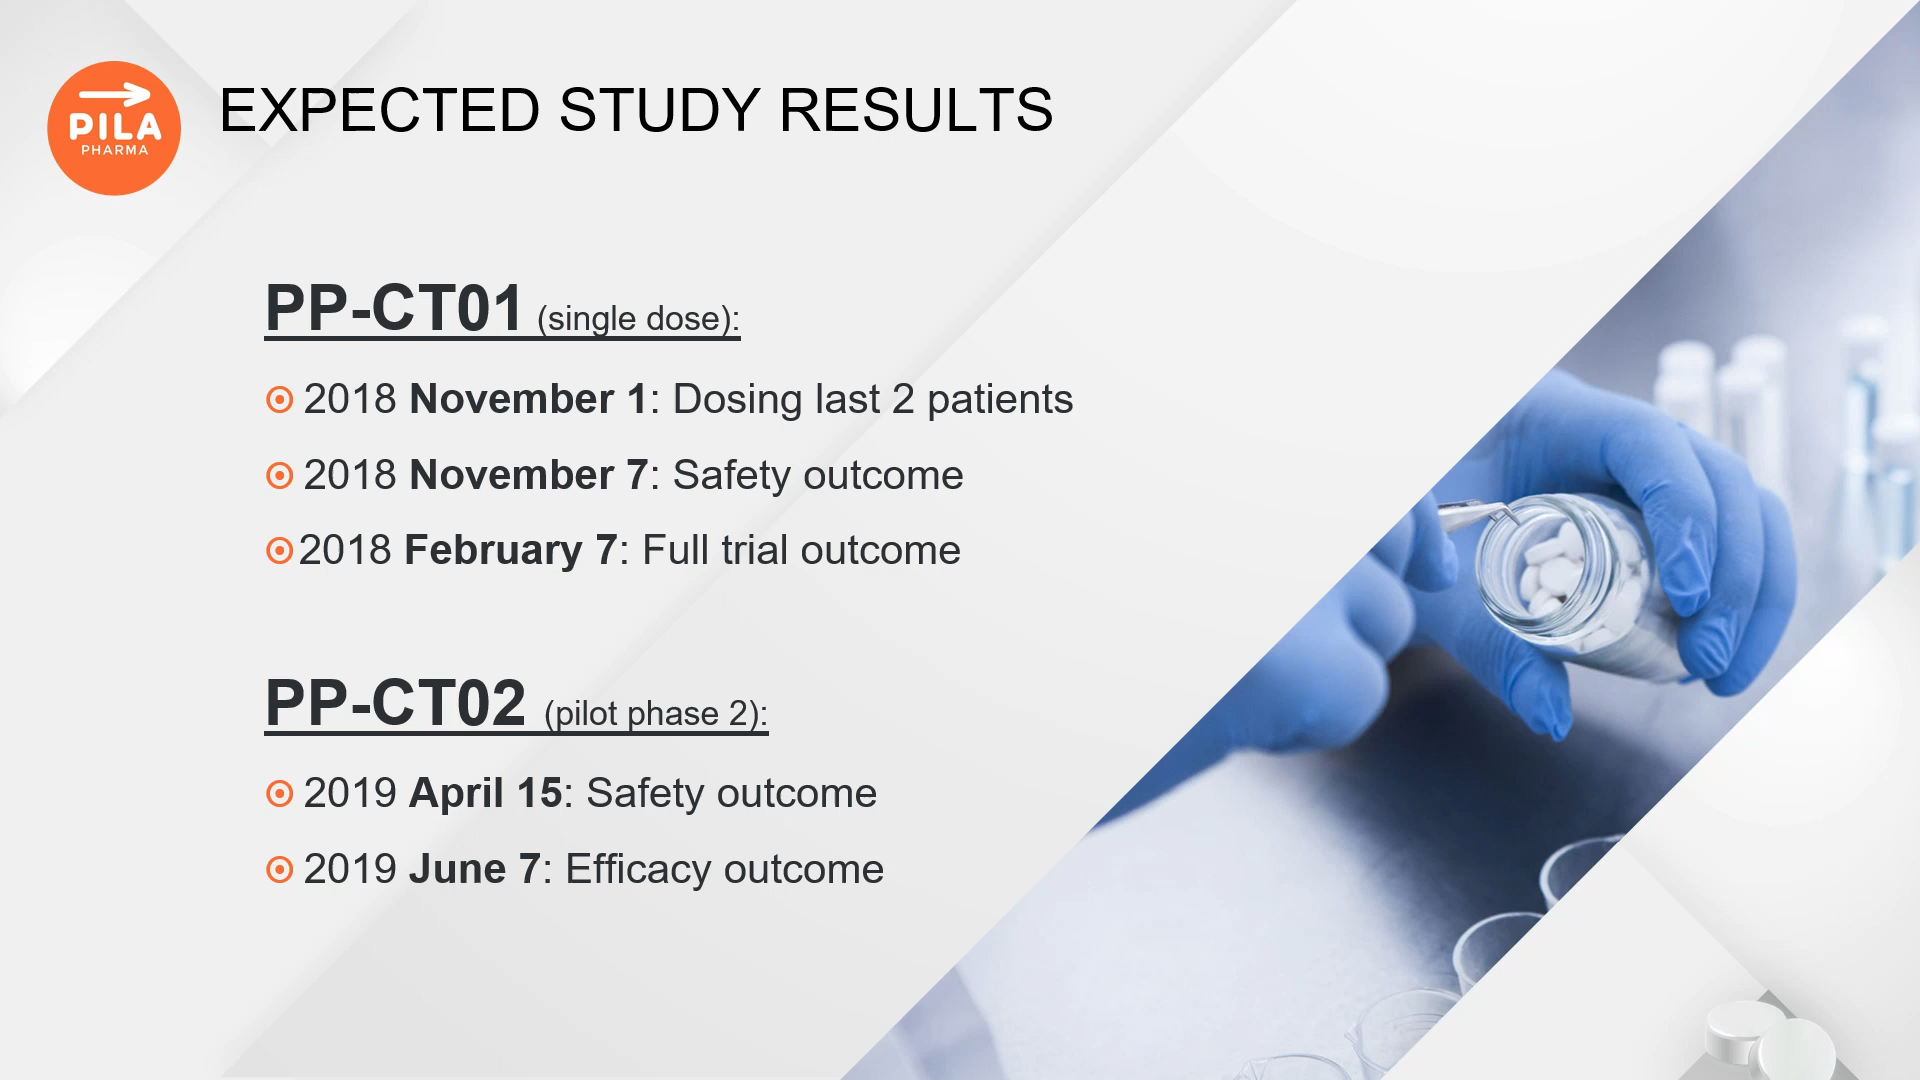 PILA
PHARMA
EXPECTED STUDY RESULTS
PP-CT01 (single dose):
2018 November 1: Dosing last 2 patients
2018 November 7: Safety outcome
2018 February 7: Full trial outcome
PP-CT02 (pilot phase 2):
2019 April 15: Safety outcome
2019 June 7: Efficacy outcome